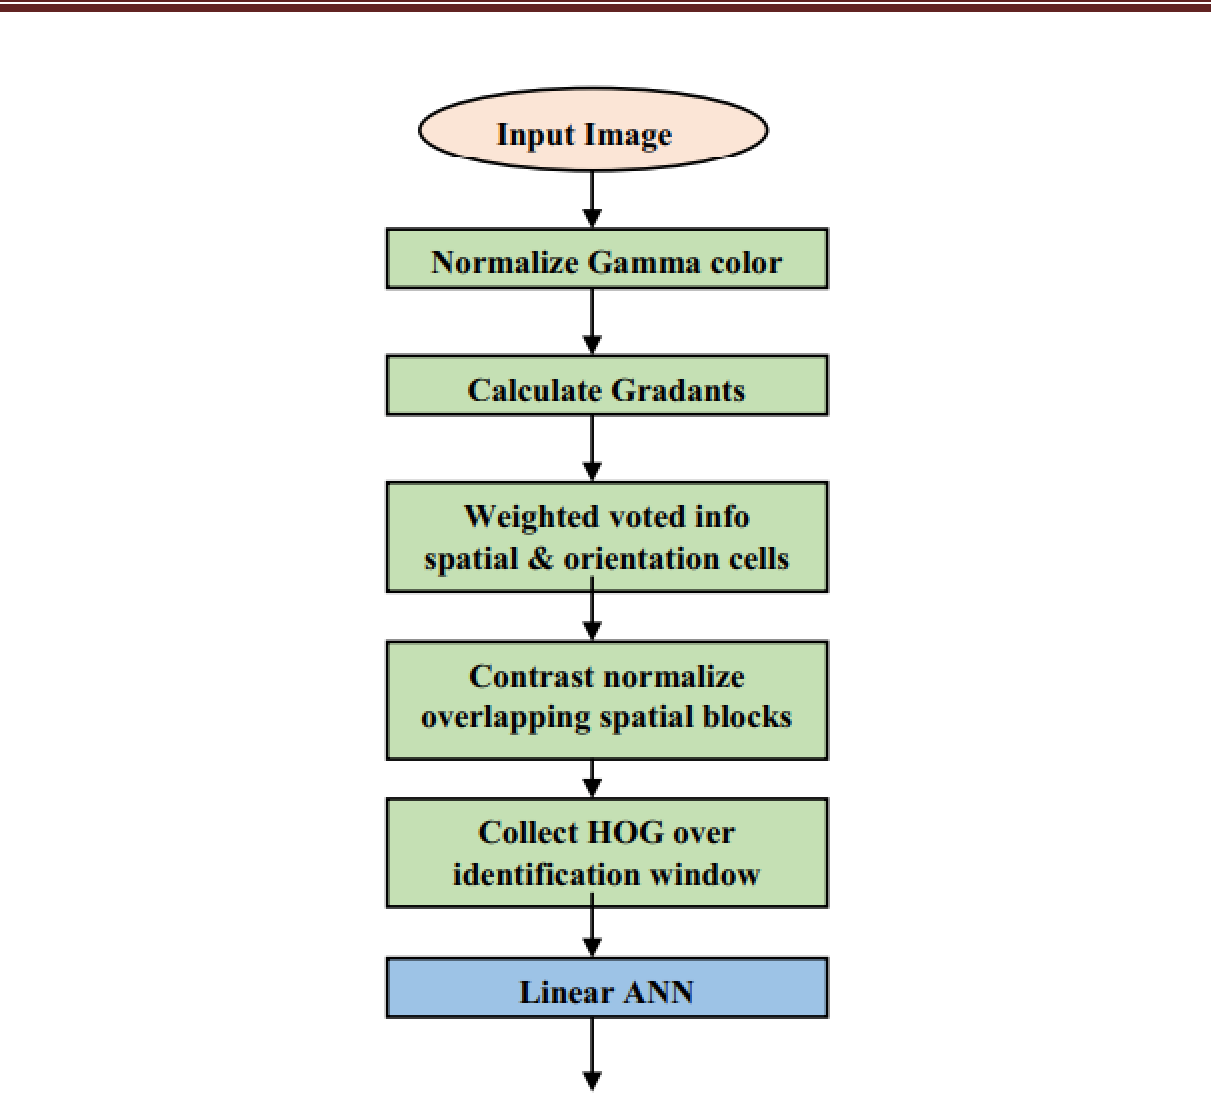 Input Image
Normalize Gamma color
Calculate Gradants
Weighted voted info
spatial & orientation cells
Contrast normalize
overlapping spatial blocks
Collect HOG over
identification window
Linear ANN